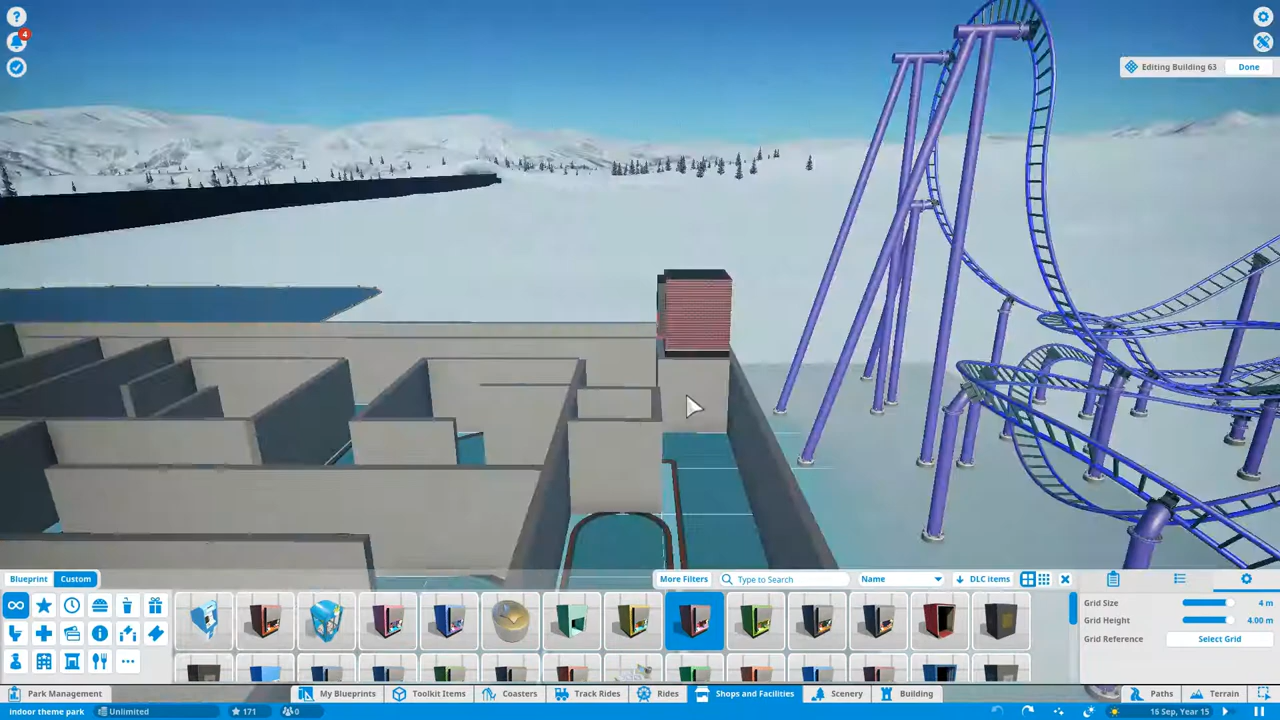 ?
4
Editing Building 63 Done
Blueprint Custom More Filters Type to Search Name DLC items
Grid Size 4 m
Grid Height 4.00 m
Grid Reference Select Grid
Park Management My Blueprints Toolkit Items Coasters Track Rides Rides Shops and Facilities Scenery Building Paths Terrain
indoor theme park Unlimited 171 0 15 Sep, Year 15